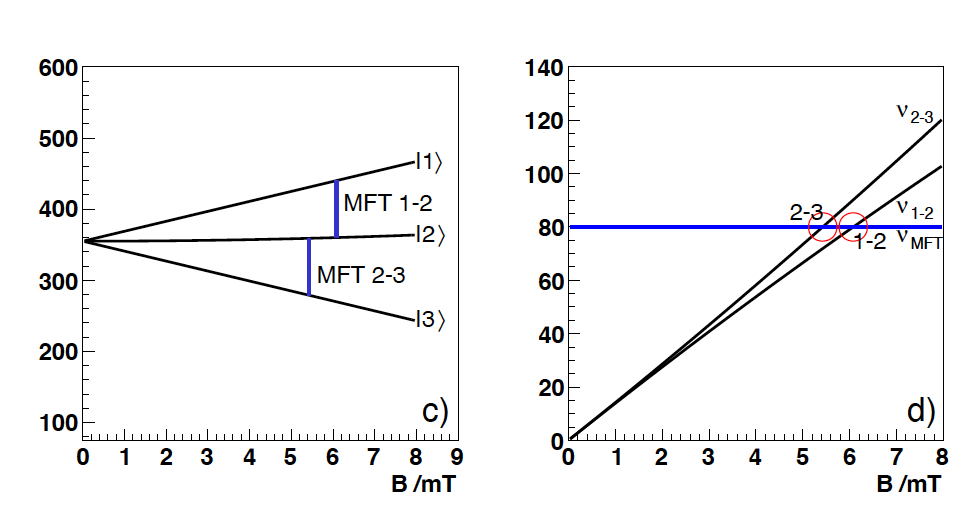 600
500
400
300
200
100
0 1 2 3 4 5 6 7 8 9
B /mT
|1⟩
MFT 1-2
|2⟩
MFT 2-3
|3⟩
c)
140
120
100
80
60
40
20
0
0 1 2 3 4 5 6 7 8
B /mT
ν2-3
2-3
ν1-2
1-2
νMFT
d)